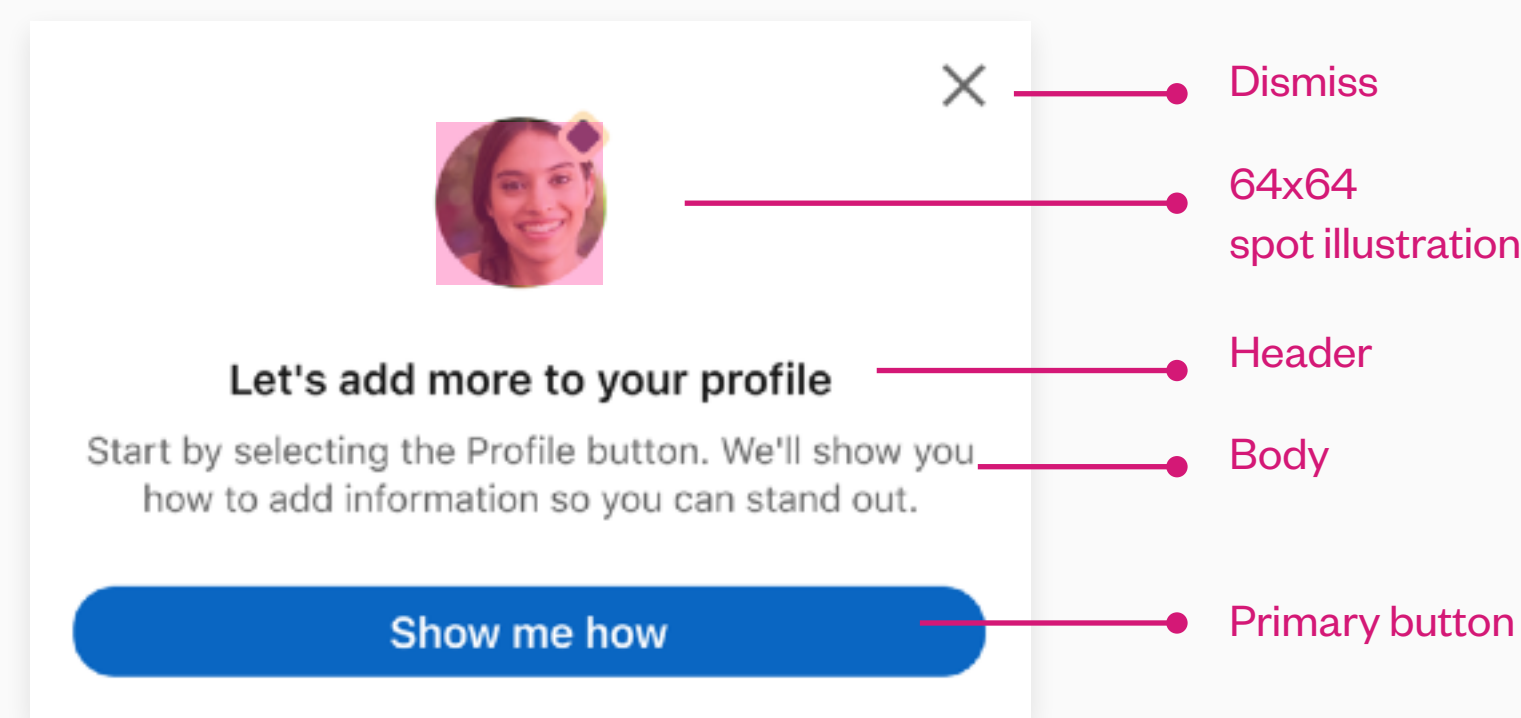 Dismiss
64x64
spot illustration
Let's add more to your profile
Header
Start by selecting the Profile button. We'll show you
how to add information so you can stand out.
Body
Show me how
Primary button